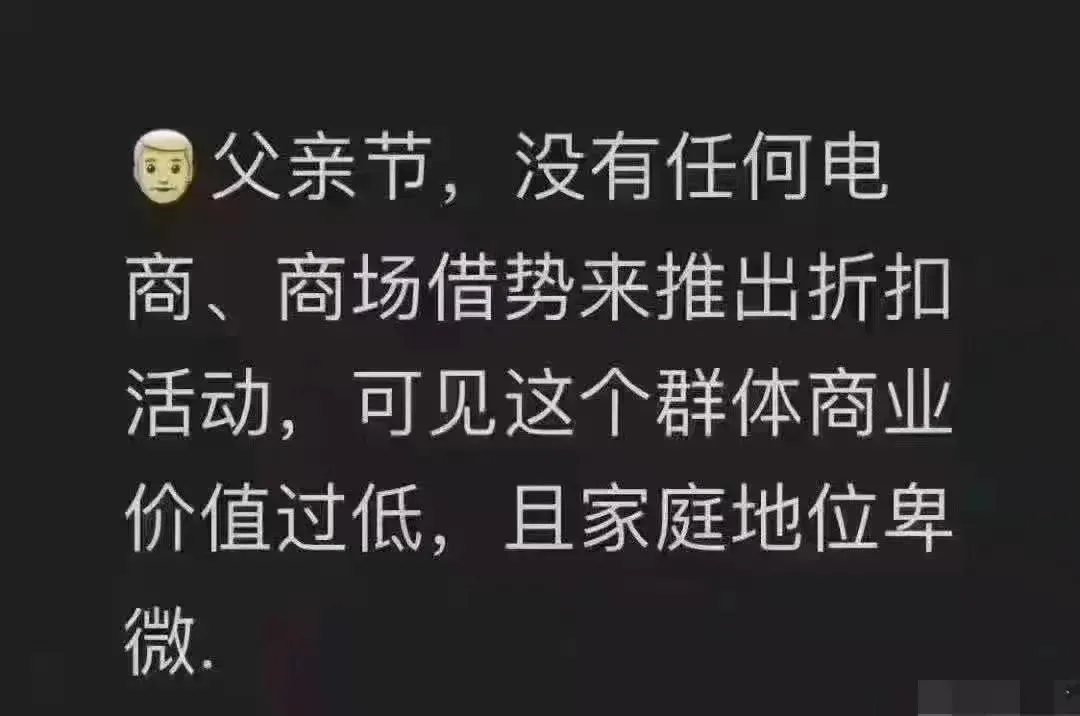 👨🏼父亲节，没有任何电
商、商场借势来推出折扣
活动，可见这个群体商业
价值过低，且家庭地位卑
微.